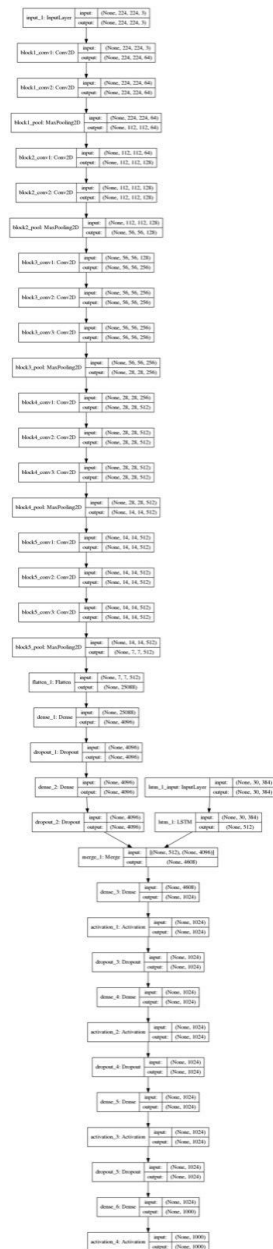 input_1: InputLayer input: (None, 224, 224, 3) output: (None, 224, 224, 3)
block1_conv1: Conv2D input: (None, 224, 224, 3) output: (None, 224, 224, 64)
block1_conv2: Conv2D input: (None, 224, 224, 64) output: (None, 224, 224, 64)
block1_pool: MaxPooling2D input: (None, 224, 224, 64) output: (None, 112, 112, 64)
block2_conv1: Conv2D input: (None, 112, 112, 64) output: (None, 112, 112, 128)
block2_conv2: Conv2D input: (None, 112, 112, 128) output: (None, 112, 112, 128)
block2_pool: MaxPooling2D input: (None, 112, 112, 128) output: (None, 56, 56, 128)
block3_conv1: Conv2D input: (None, 56, 56, 128) output: (None, 56, 56, 256)
block3_conv2: Conv2D input: (None, 56, 56, 256) output: (None, 56, 56, 256)
block3_conv3: Conv2D input: (None, 56, 56, 256) output: (None, 56, 56, 256)
block3_pool: MaxPooling2D input: (None, 56, 56, 256) output: (None, 28, 28, 256)
block4_conv1: Conv2D input: (None, 28, 28, 256) output: (None, 28, 28, 512)
block4_conv2: Conv2D input: (None, 28, 28, 512) output: (None, 28, 28, 512)
block4_conv3: Conv2D input: (None, 28, 28, 512) output: (None, 28, 28, 512)
block4_pool: MaxPooling2D input: (None, 28, 28, 512) output: (None, 14, 14, 512)
block5_conv1: Conv2D input: (None, 14, 14, 512) output: (None, 14, 14, 512)
block5_conv2: Conv2D input: (None, 14, 14, 512) output: (None, 14, 14, 512)
block5_conv3: Conv2D input: (None, 14, 14, 512) output: (None, 14, 14, 512)
block5_pool: MaxPooling2D input: (None, 14, 14, 512) output: (None, 7, 7, 512)
flatten_1: Flatten input: (None, 7, 7, 512) output: (None, 25088)
dense_1: Dense input: (None, 25088) output: (None, 4096)
dropout_1: Dropout input: (None, 4096) output: (None, 4096)
dense_2: Dense input: (None, 4096) output: (None, 4096)
lstm_1_input: InputLayer input: (None, 30, 384) output: (None, 30, 384)
dropout_2: Dropout input: (None, 4096) output: (None, 4096)
lstm_1: LSTM input: (None, 30, 384) output: (None, 512)
merge_1: Merge input: [(None, 512), (None, 4096)] output: (None, 4608)
dense_3: Dense input: (None, 4608) output: (None, 1024)
activation_1: Activation input: (None, 1024) output: (None, 1024)
dropout_3: Dropout input: (None, 1024) output: (None, 1024)
dense_4: Dense input: (None, 1024) output: (None, 1024)
activation_2: Activation input: (None, 1024) output: (None, 1024)
dropout_4: Dropout input: (None, 1024) output: (None, 1024)
dense_5: Dense input: (None, 1024) output: (None, 1024)
activation_3: Activation input: (None, 1024) output: (None, 1024)
dropout_5: Dropout input: (None, 1024) output: (None, 1024)
dense_6: Dense input: (None, 1024) output: (None, 1000)
activation_4: Activation input: (None, 1000) output: (None, 1000)